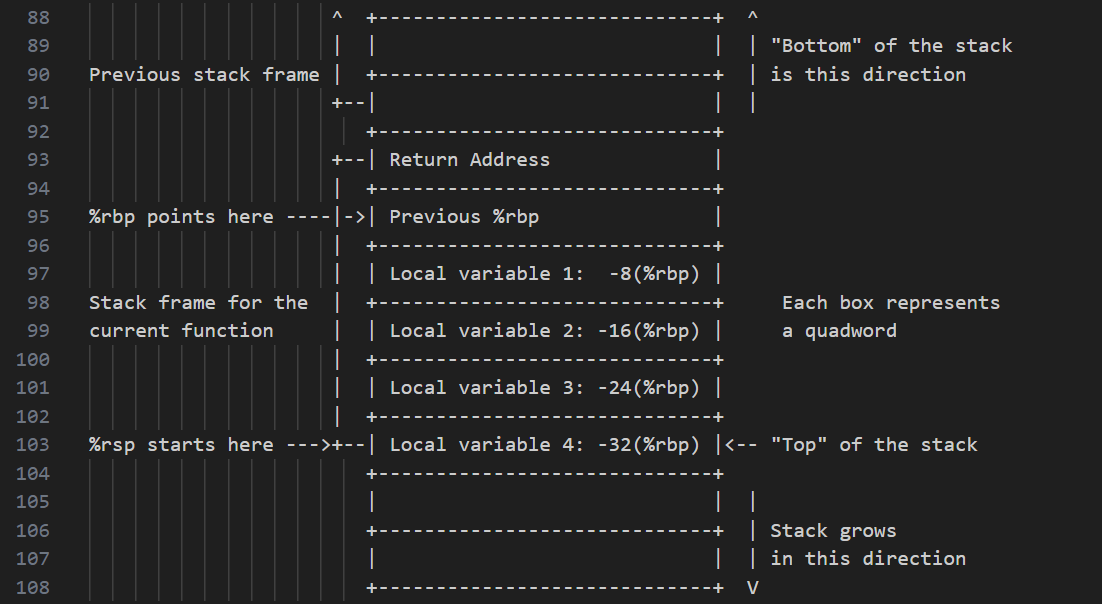 88                         ^  +------------------------------+  ^
89                         |  |                              |  | "Bottom" of the stack
90    Previous stack frame |  +------------------------------+  | is this direction
91                         +--|                              |  |
92                            +------------------------------+
93                         +--| Return Address               |
94                         |  +------------------------------+
95    %rbp points here ----|->| Previous %rbp                |
96                         |  +------------------------------+
97                         |  | Local variable 1:  -8(%rbp) |
98    Stack frame for the  |  +------------------------------+     Each box represents
99    current function     |  | Local variable 2: -16(%rbp) |     a quadword
100                        |  +------------------------------+
101                        |  | Local variable 3: -24(%rbp) |
102                        |  +------------------------------+
103   %rsp starts here --->+--| Local variable 4: -32(%rbp) |<-- "Top" of the stack
104                           +------------------------------+
105                           |                              |  |
106                           +------------------------------+  | Stack grows
107                           |                              |  | in this direction
108                           +------------------------------+  V